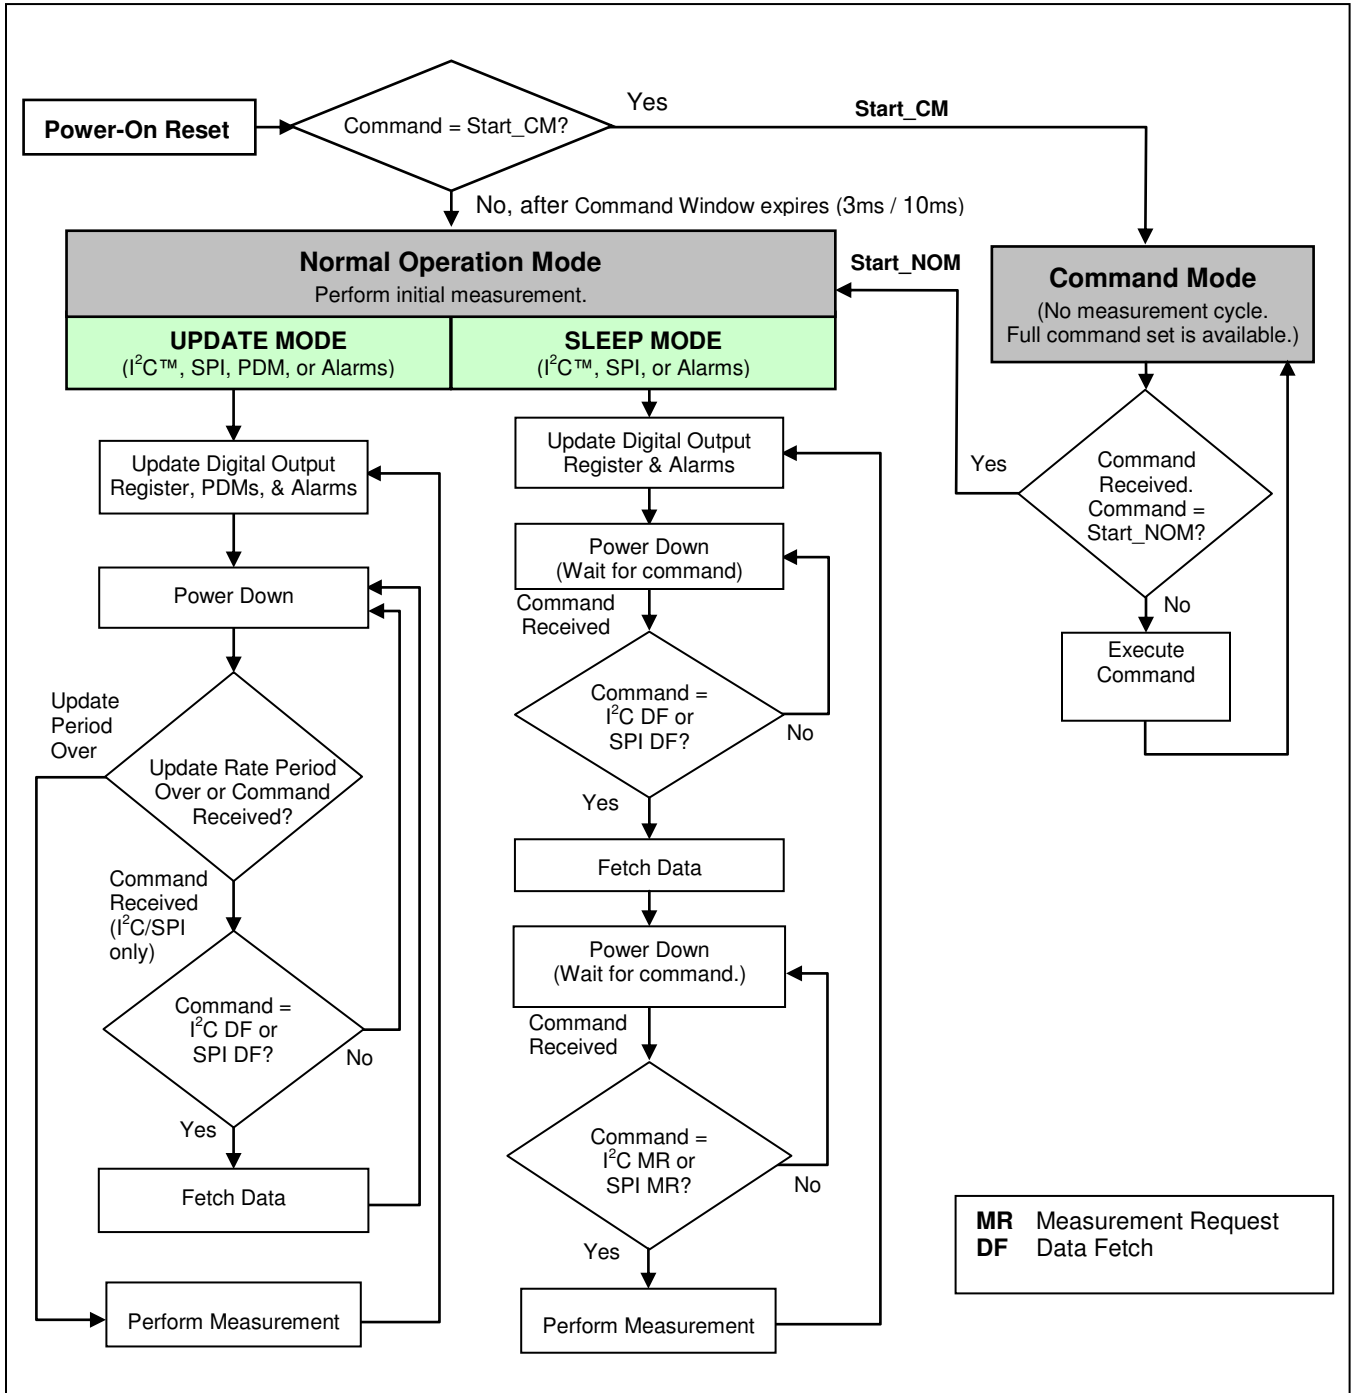 Power-On Reset
Command = Start_CM?
Yes
Start_CM
No, after Command Window expires (3ms / 10ms)
Normal Operation Mode
Perform initial measurement.
UPDATE MODE
(I²C™, SPI, PDM, or Alarms)
SLEEP MODE
(I²C™, SPI, or Alarms)
Start_NOM
Command Mode
(No measurement cycle.
Full command set is available.)
Update Digital Output
Register, PDMs, & Alarms
Power Down
Update
Period
Over
Update Rate Period
Over or Command
Received?
Command
Received
(I²C/SPI
only)
Command =
I²C DF or
SPI DF?
No
Yes
Fetch Data
Perform Measurement
Update Digital Output
Register & Alarms
Power Down
(Wait for command)
Command
Received
Command =
I²C DF or
SPI DF?
No
Yes
Fetch Data
Power Down
(Wait for command.)
Command
Received
Command =
I²C MR or
SPI MR?
No
Yes
Perform Measurement
Yes
Command
Received.
Command =
Start_NOM?
No
Execute
Command
MR Measurement Request
DF Data Fetch